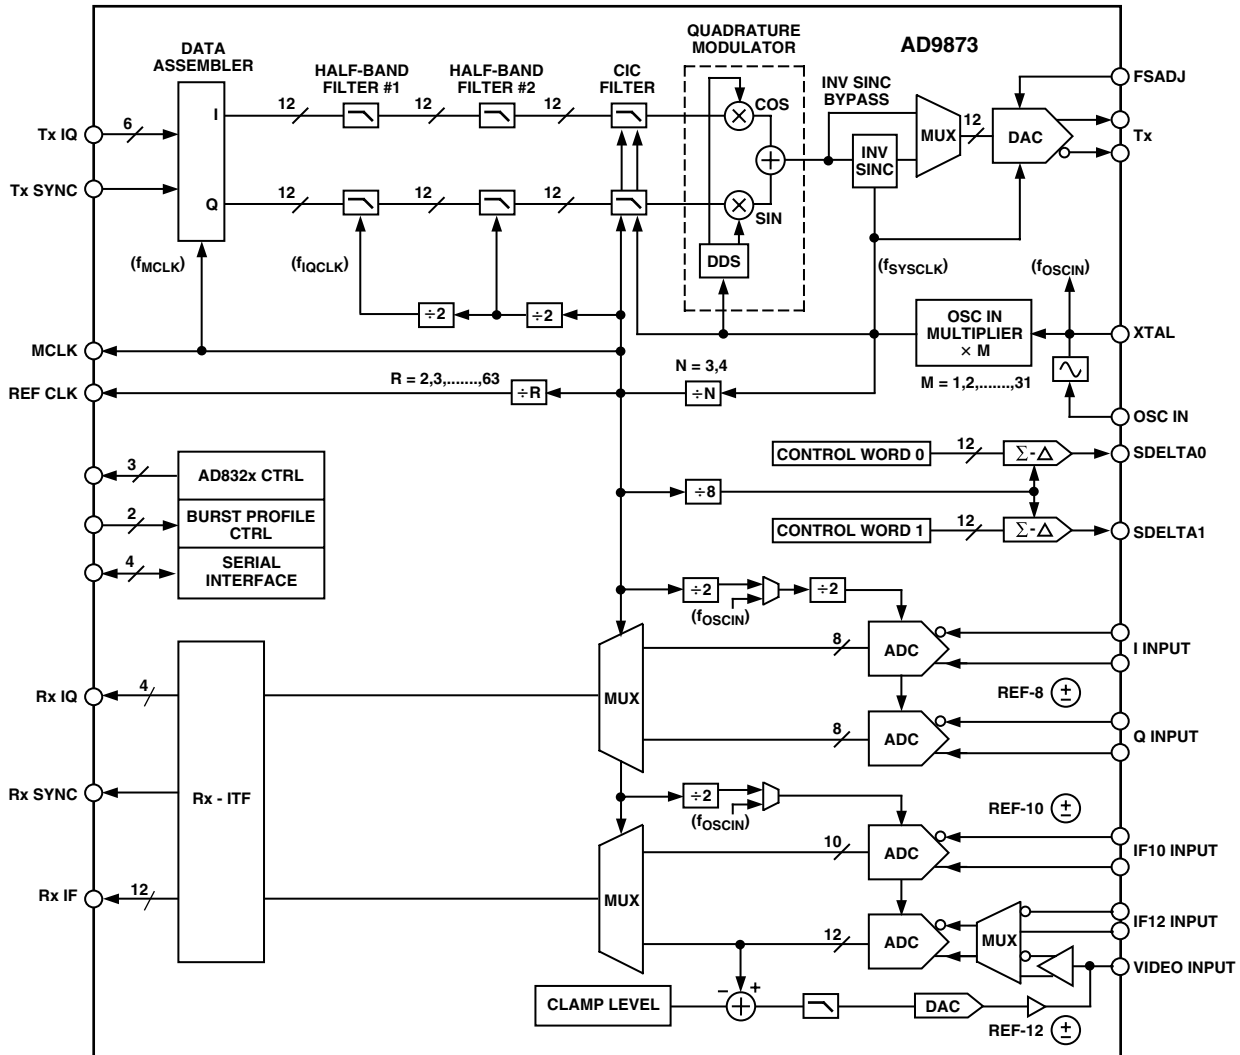 AD9873
DATA
ASSEMBLER
HALF-BAND
FILTER #1
HALF-BAND
FILTER #2
CIC
FILTER
QUADRATURE
MODULATOR
INV SINC
BYPASS
FSADJ
Tx IQ
6
I
12
12
12
COS
MUX
12
DAC
Tx
INV
SINC
Tx SYNC
Q
12
12
12
SIN
DDS
(fMCLK)
(fIQCLK)
(fSYSCLK)
(fOSCIN)
÷2
÷2
OSC IN
MULTIPLIER
× M
XTAL
MCLK
M = 1,2,.......,31
N = 3,4
R = 2,3,.......,63
REF CLK
÷R
÷N
OSC IN
CONTROL WORD 0
12
Σ-Δ
SDELTA0
3
AD832x CTRL
÷8
2
BURST PROFILE
CTRL
CONTROL WORD 1
12
Σ-Δ
SDELTA1
4
SERIAL
INTERFACE
÷2
÷2
(fOSCIN)
8
ADC
I INPUT
Rx IQ
4
MUX
REF-8
8
ADC
Q INPUT
Rx SYNC
Rx - ITF
÷2
(fOSCIN)
REF-10
10
ADC
IF10 INPUT
Rx IF
12
MUX
12
ADC
MUX
IF12 INPUT
VIDEO INPUT
− +
CLAMP LEVEL
+
DAC
REF-12